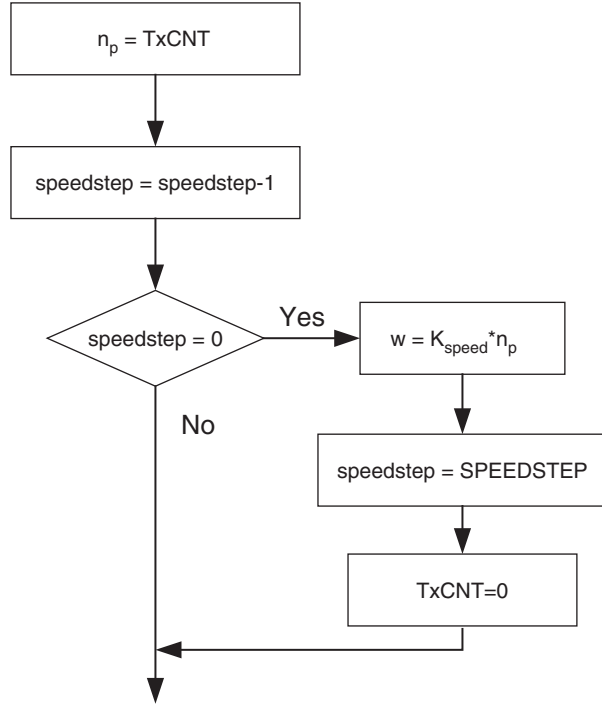 n_p = TxCNT
speedstep = speedstep-1
speedstep = 0
Yes
w = K_speed*n_p
No
speedstep = SPEEDSTEP
TxCNT=0